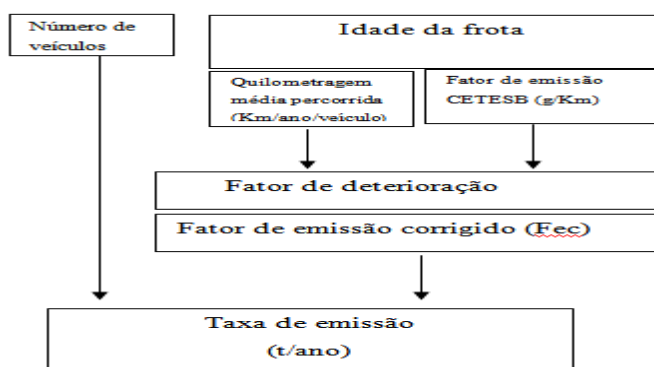 Número de
veículos
Idade da frota
Quilometragem
média percorrida
(Km/ano/veículo)
Fator de emissão
CETESB (g/Km)
Fator de deterioração
Fator de emissão corrigido (Fec)
Taxa de emissão
(t/ano)